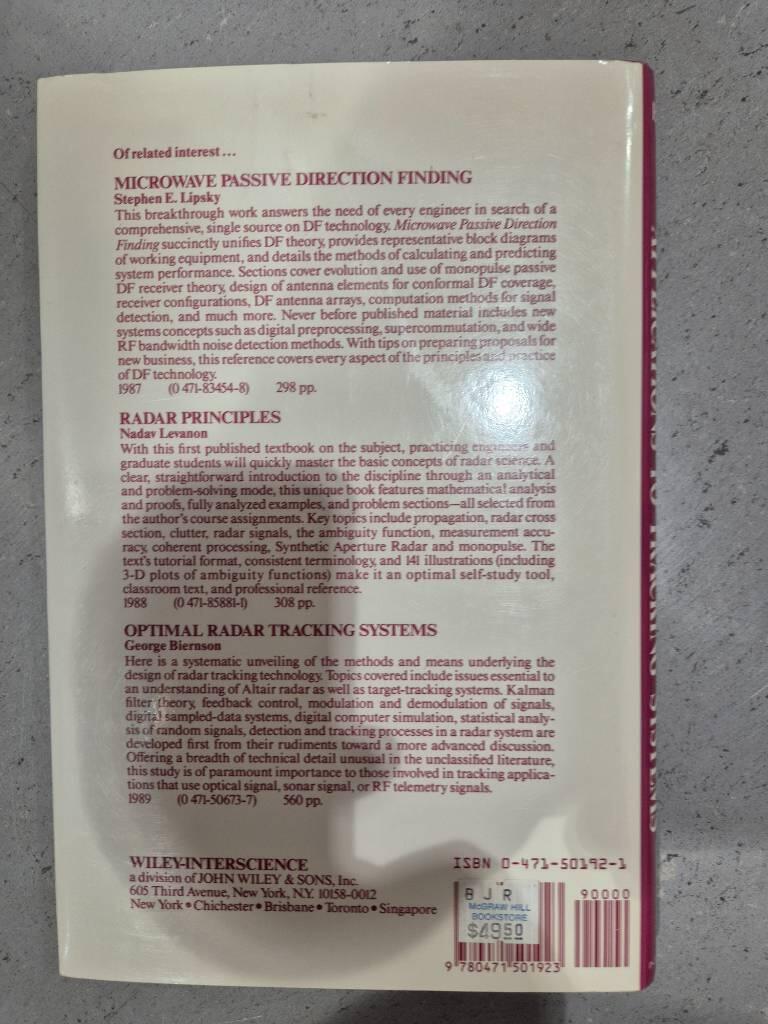 Of related interest...
MICROWAVE PASSIVE DIRECTION FINDING
Stephen E. Lipsky
This breakthrough work answers the need of every engineer in search of a
comprehensive, single source on DF technology. Microwave Passive Direction
Finding succinctly unifies DF theory, provides representative block diagrams
of working equipment, and details the methods of calculating and predicting
system performance. Sections cover evolution and use of monopulse passive
DF receiver theory, design of antenna elements for conformal DF coverage,
receiver configurations, DF antenna arrays, computation methods for signal
detection, and much more. Never before published material includes new
systems concepts such as digital preprocessing, supercommutation, and wide
RF bandwidth noise detection methods. With tips on preparing proposals for
new business, this reference covers every aspect of the principles and practice
of DF technology.
1987 (0 471-83454-8) 298 pp.
RADAR PRINCIPLES
Nadav Levanon
With this first published textbook on the subject, practicing engineers and
graduate students will quickly master the basic concepts of radar science. A
clear, straightforward introduction to the discipline through an analytical
and problem-solving mode, this unique book features mathematical analysis
and proofs, fully analyzed examples, and problem sections—all selected from
the author's course assignments. Key topics include propagation, radar cross
section, clutter, radar signals, the ambiguity function, measurement accu-
racy, coherent processing, Synthetic Aperture Radar and monopulse. The
text's tutorial format, consistent terminology, and 141 illustrations (including
3-D plots of ambiguity functions) make it an optimal self-study tool,
classroom text, and professional reference.
1988 (0 471-85881-1) 308 pp.
OPTIMAL RADAR TRACKING SYSTEMS
George Biernson
Here is a systematic unveiling of the methods and means underlying the
design of radar tracking technology. Topics covered include issues essential to
an understanding of Altair radar as well as target-tracking systems. Kalman
filter theory, feedback control, modulation and demodulation of signals,
digital sampled-data systems, digital computer simulation, statistical analy-
sis of random signals, detection and tracking processes in a radar system are
developed first from their rudiments toward a more advanced discussion.
Offering a breadth of technical detail unusual in the unclassified literature,
this study is of paramount importance to those involved in tracking applica-
tions that use optical signal, sonar signal, or RF telemetry signals.
1989 (0 471-50673-7) 560 pp.
WILEY-INTERSCIENCE
a division of JOHN WILEY & SONS, Inc.
605 Third Avenue, New York, N.Y. 10158-0012
New York • Chichester • Brisbane • Toronto • Singapore
ISBN 0-471-50192-1
B J R
McGRAW HILL
BOOKSTORE
$49.50
90000
9 780471 501923
APPLICATIONS TO TRACKING SYSTEMS